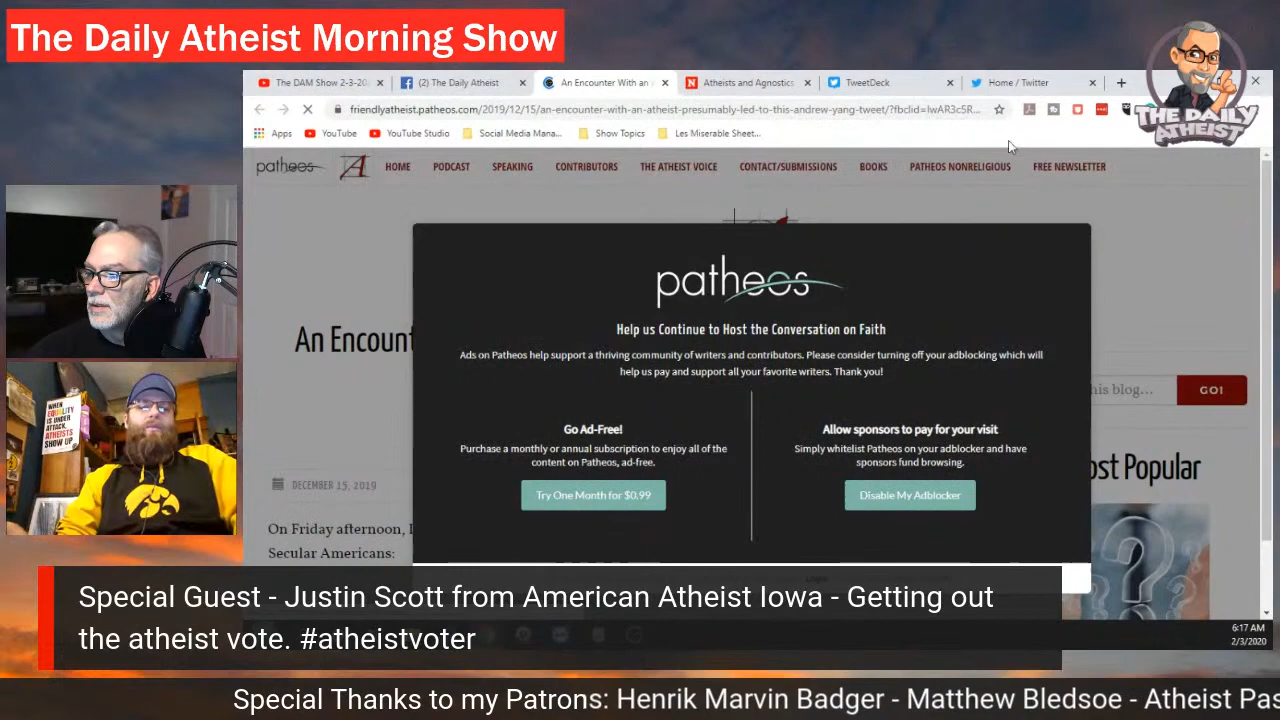 The Daily Atheist Morning Show
THE DAILY ATHEIST
The DAM Show 2-3-20
(2) The Daily Atheist
An Encounter With an
Atheists and Agnostics
TweetDeck
Home / Twitter
friendlyatheist.patheos.com/2019/12/15/an-encounter-with-an-atheist-presumably-led-to-this-andrew-yang-tweet/?fbclid=IwAR3c5R...
Apps YouTube YouTube Studio Social Media Mana... Show Topics Les Miserable Sheet...
patheos A HOME PODCAST SPEAKING CONTRIBUTORS THE ATHEIST VOICE CONTACT/SUBMISSIONS BOOKS PATHEOS NONRELIGIOUS FREE NEWSLETTER
patheos
Help us Continue to Host the Conversation on Faith
Ads on Patheos help support a thriving community of writers and contributors. Please consider turning off your adblocking which will
help us pay and support all your favorite writers. Thank you!
Go Ad-Free!
Purchase a monthly or annual subscription to enjoy all of the
content on Patheos, ad-free.
Try One Month for $0.99
Allow sponsors to pay for your visit
Simply whitelist Patheos on your adblocker and have
sponsors fund browsing.
Disable My Adblocker
An Encount
his blog... GO!
ost Popular
DECEMBER 15, 2019
On Friday afternoon,
Secular Americans:
WHEN
EQUALITY
IS UNDER
ATTACK,
ATHEISTS
SHOW UP
Special Guest - Justin Scott from American Atheist Iowa - Getting out
the atheist vote. #atheistvoter
6:17 AM
2/3/2020
Special Thanks to my Patrons: Henrik Marvin Badger - Matthew Bledsoe - Atheist Pas